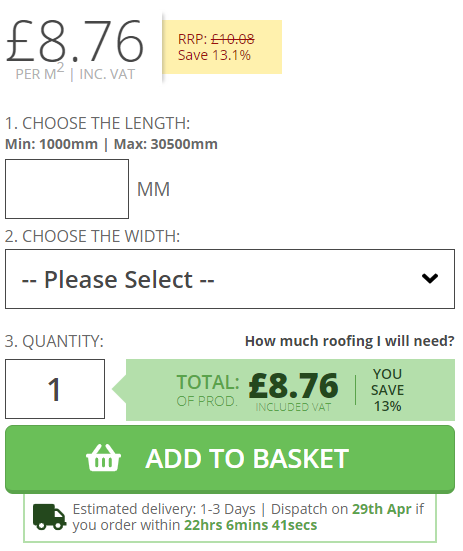 £8.76
PER M2 | INC. VAT
RRP: £10.08
Save 13.1%
1. CHOOSE THE LENGTH:
Min: 1000mm | Max: 30500mm
MM
2. CHOOSE THE WIDTH:
-- Please Select --
3. QUANTITY:
How much roofing I will need?
1
TOTAL: £8.76
OF PROD.
INCLUDED VAT
YOU
SAVE
13%
ADD TO BASKET
Estimated delivery: 1-3 Days | Dispatch on 29th Apr if
you order within 22hrs 6mins 41secs